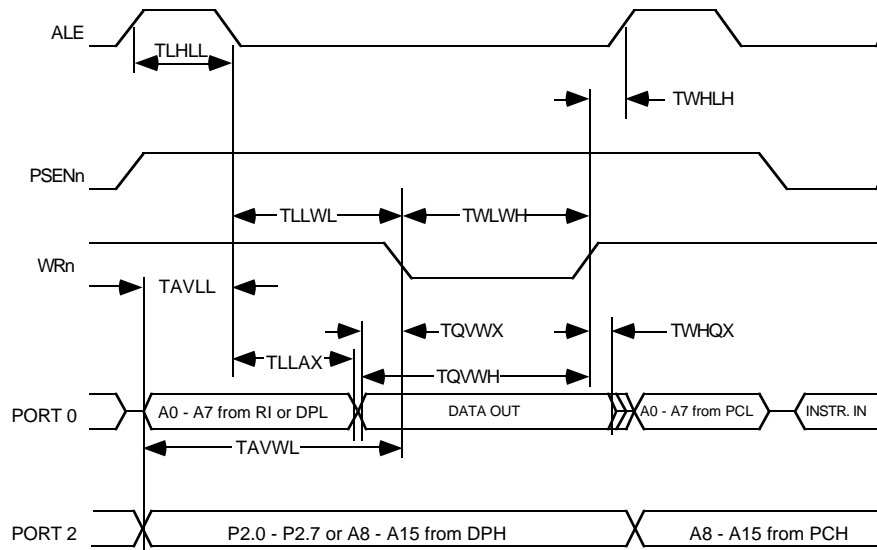 ALE
TLHLL
TWHLH
PSENn
TLLWL
TWLWH
WRn
TAVLL
TQVWX
TWHQX
TLLAX
TQVWH
PORT 0
A0 - A7 from RI or DPL
DATA OUT
A0 - A7 from PCL
INSTR. IN
TAVWL
PORT 2
P2.0 - P2.7 or A8 - A15 from DPH
A8 - A15 from PCH